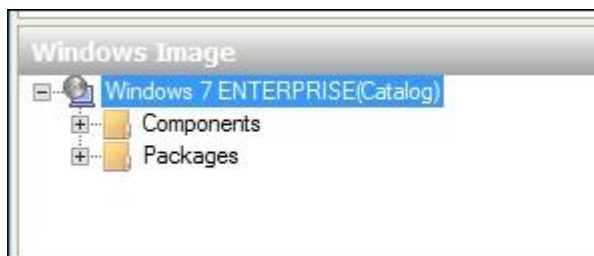 Windows Image
Windows 7 ENTERPRISE(Catalog)
Components
Packages